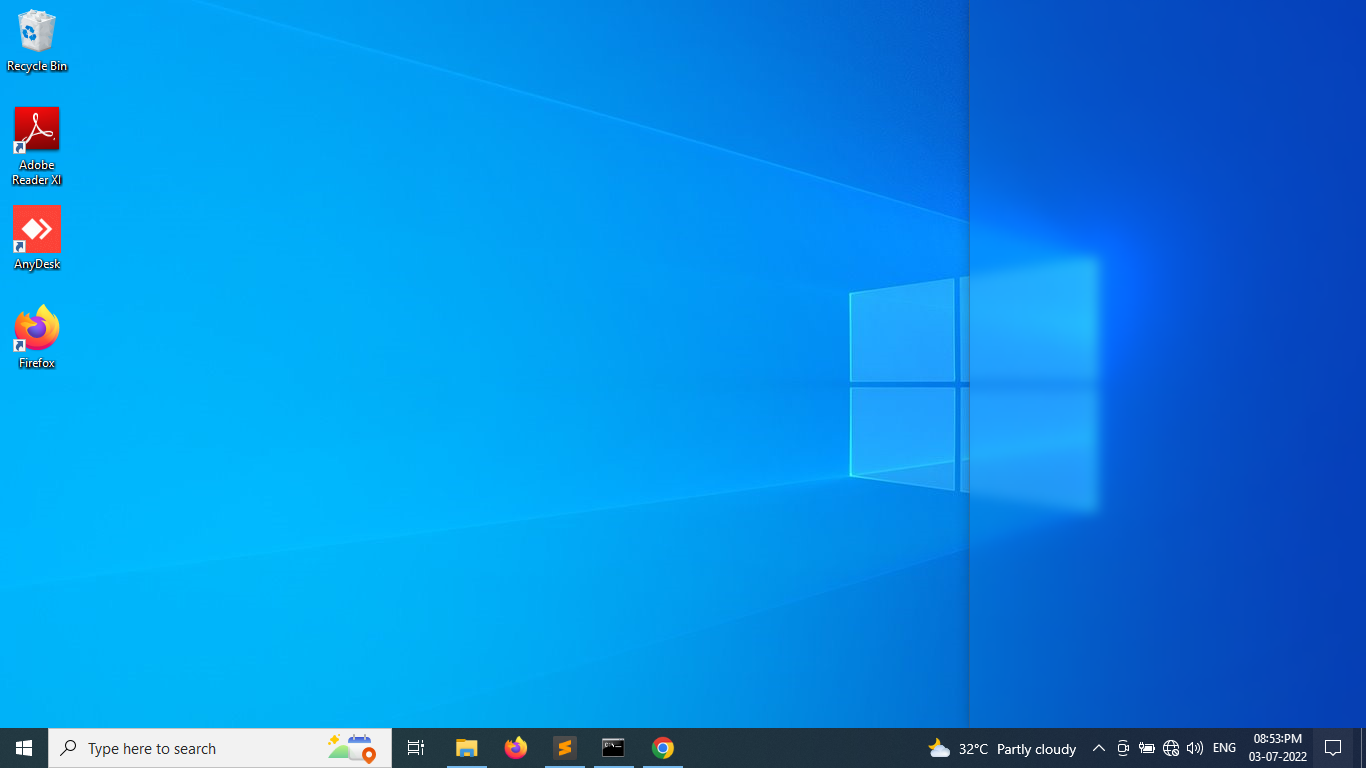 Recycle Bin
Adobe
Reader XI
AnyDesk
Firefox
Type here to search
32°C Partly cloudy
ENG
08:53:PM
03-07-2022